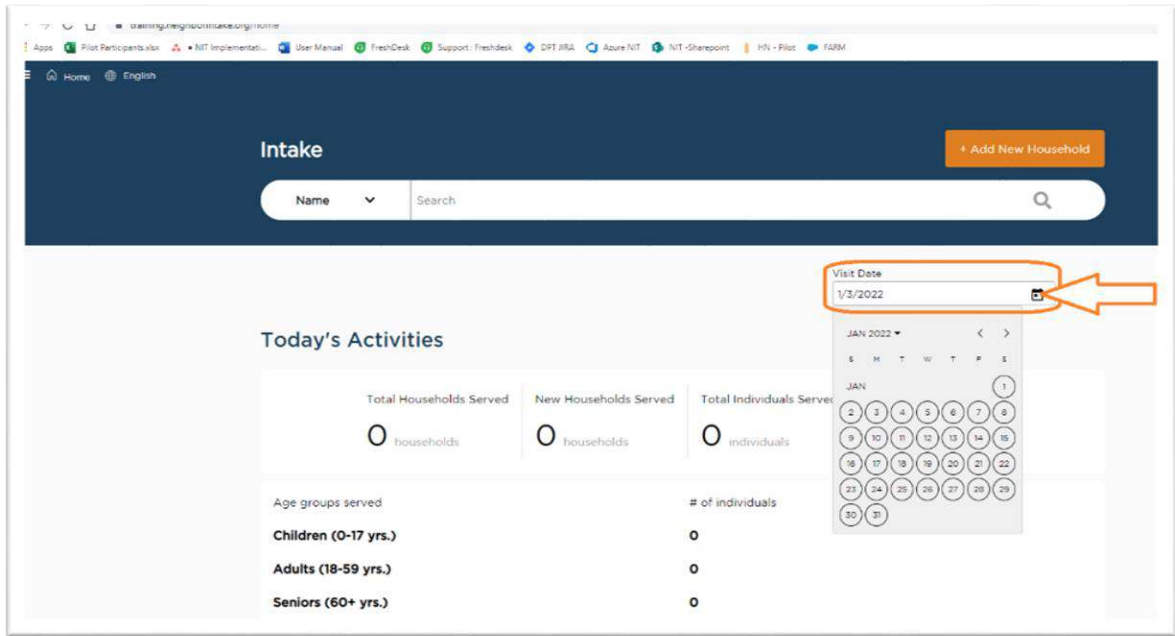 training.neighborintake.org/home
Apps Pilot Participants.xlsx • NIT Implementati... User Manual FreshDesk Support : Freshdesk DPT JIRA Azure NIT NIT -Sharepoint HN - Pilot FARM
Home English
Intake
+ Add New Household
Name Search
Visit Date
1/3/2022
JAN 2022
S M T W T F S
JAN 1
2 3 4 5 6 7 8
9 10 11 12 13 14 15
16 17 18 19 20 21 22
23 24 25 26 27 28 29
30 31
Today's Activities
Total Households Served New Households Served Total Individuals Served
0 households 0 households 0 individuals
Age groups served # of individuals
Children (0-17 yrs.) 0
Adults (18-59 yrs.) 0
Seniors (60+ yrs.) 0